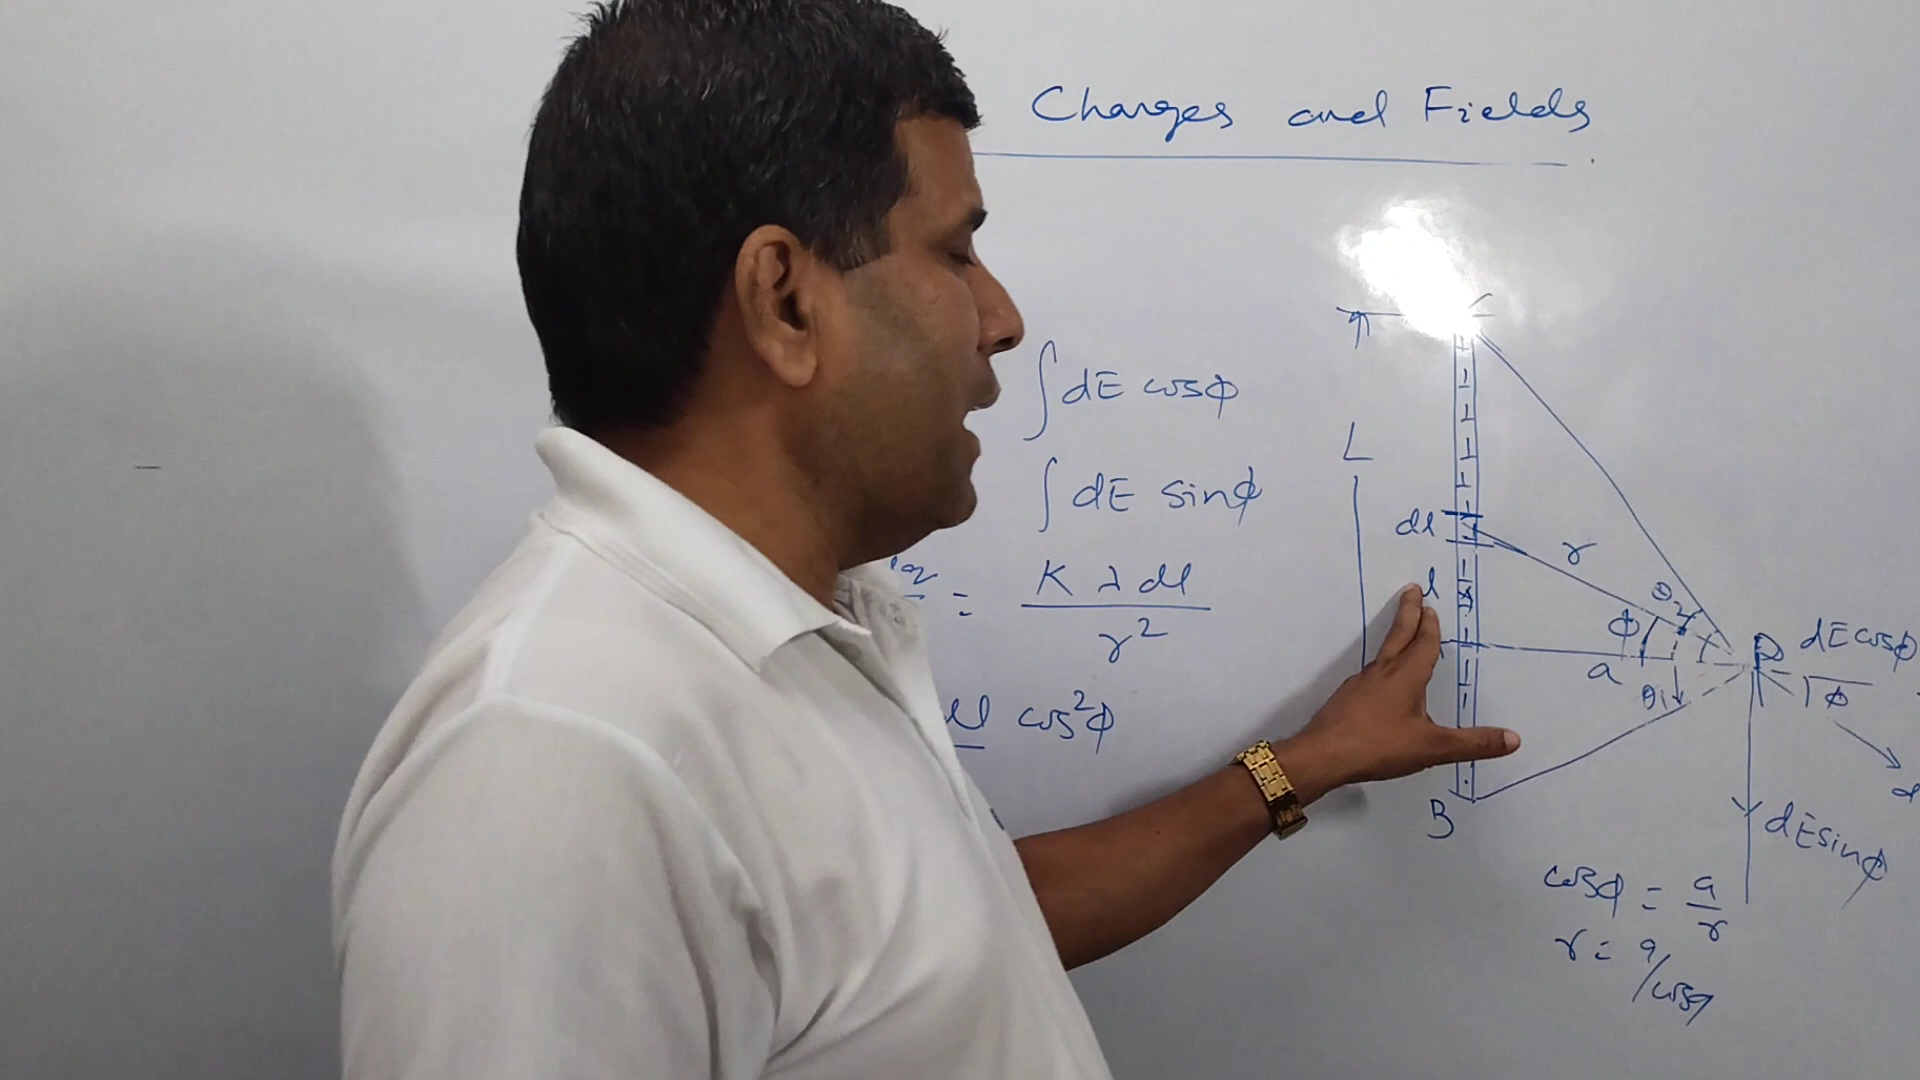 Charges and Fields
∫ dE cosϕ
∫ dE sinϕ
= K λ dl / r²
dl cos²ϕ
L
dl
r
l
θ₂
ϕ
a
θ₁
P
dE cosϕ
ϕ
B
dE sinϕ
cosϕ = a/r
r = a/cosϕ